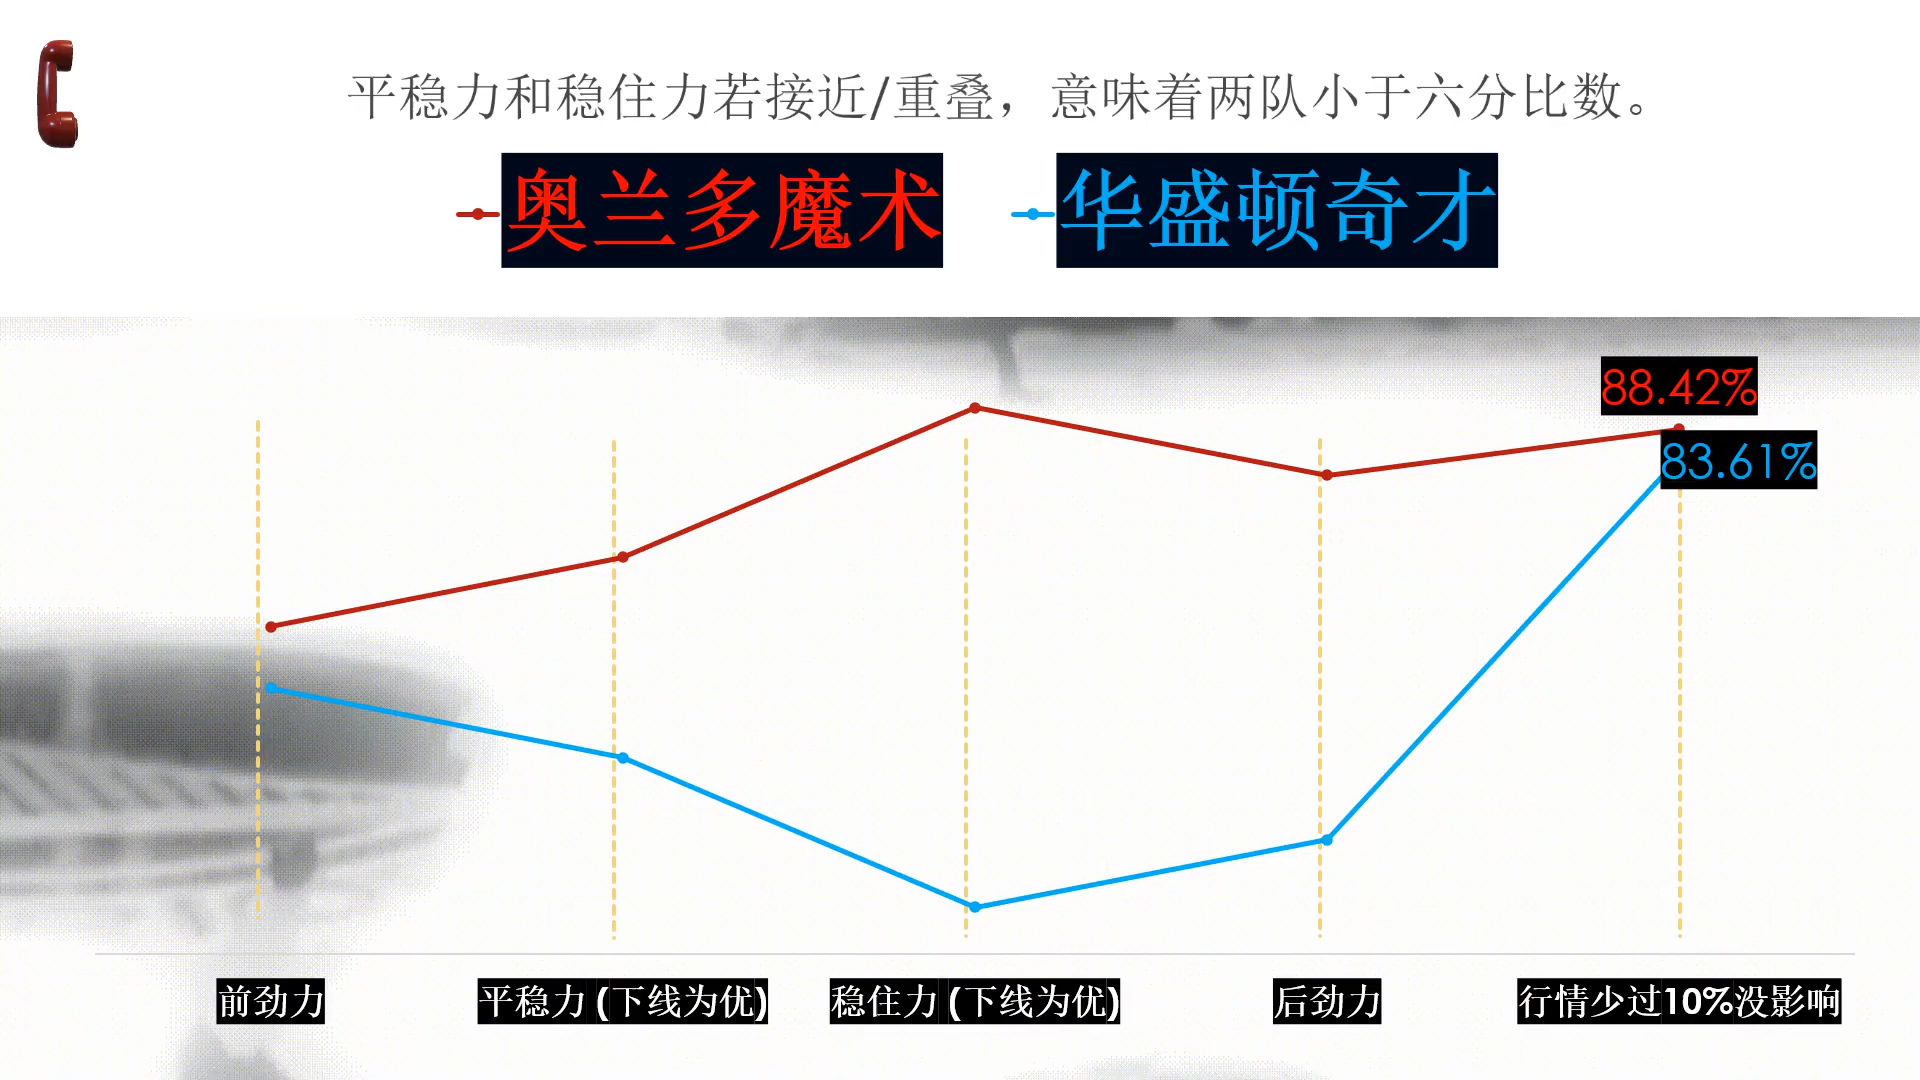 平稳力和稳住力若接近/重叠，意味着两队小于六分比数。
奥兰多魔术 华盛顿奇才
88.42%
83.61%
前劲力 平稳力 (下线为优) 稳住力 (下线为优) 后劲力 行情少过10%没影响